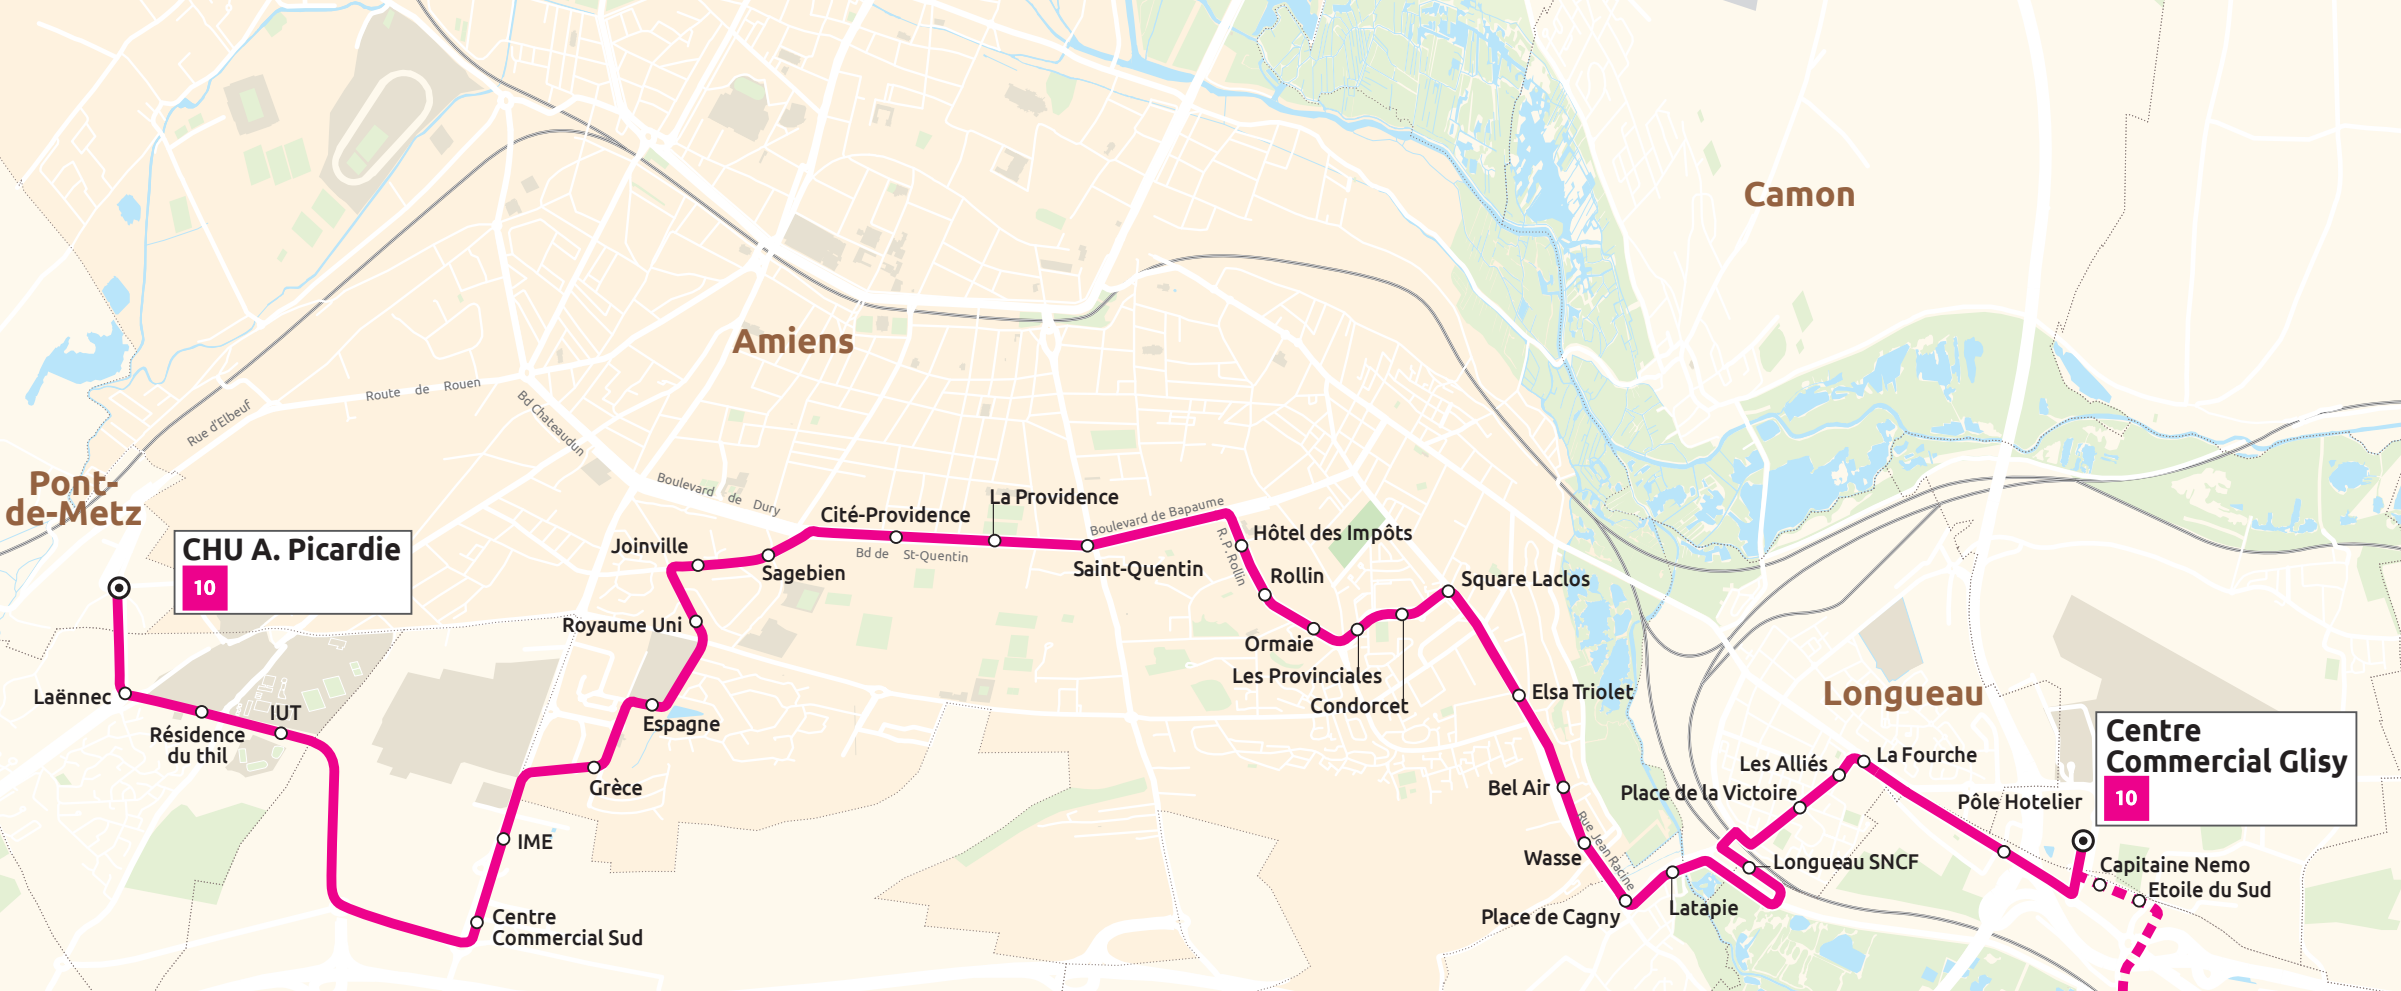 Camon
Amiens
Route de Rouen
Rue d'Elbeuf
Bd Chateaudun
Pont-
de-Metz
Boulevard de Dury
CHU A. Picardie
10
Laënnec
Résidence
du thil
IUT
Centre
Commercial Sud
IME
Grèce
Espagne
Royaume Uni
Joinville
Sagebien
Cité-Providence
Bd de St-Quentin
La Providence
Saint-Quentin
Boulevard de Bapaume
R.P. Rollin
Hôtel des Impôts
Rollin
Ormaie
Les Provinciales
Condorcet
Square Laclos
Elsa Triolet
Bel Air
Wasse
Rue Jean Racine
Place de Cagny
Latapie
Longueau SNCF
Place de la Victoire
Les Alliés
La Fourche
Longueau
Pôle Hotelier
Centre
Commercial Glisy
10
Capitaine Nemo
Etoile du Sud